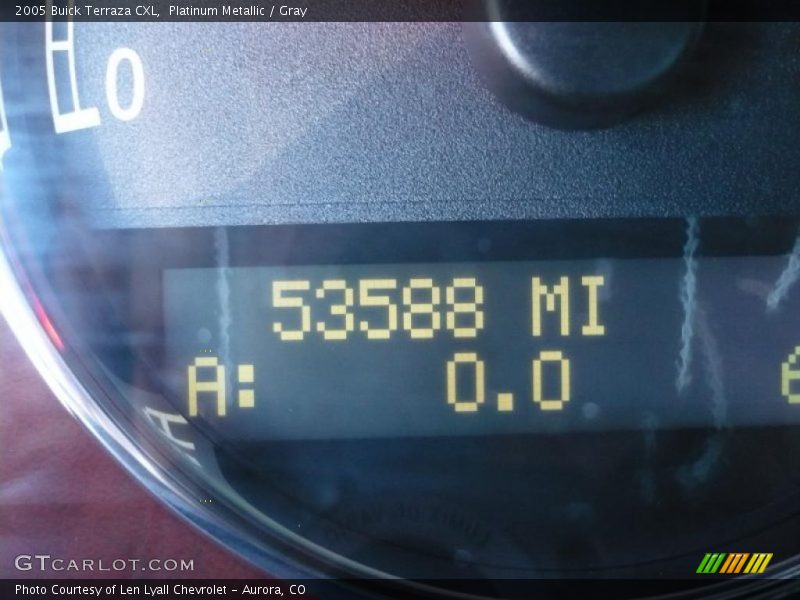 2005 Buick Terraza CXL,  Platinum Metallic / Gray
0
53588 MI
A: 0.0
H
GTCARLOT.COM
Photo Courtesy of Len Lyall Chevrolet - Aurora, CO